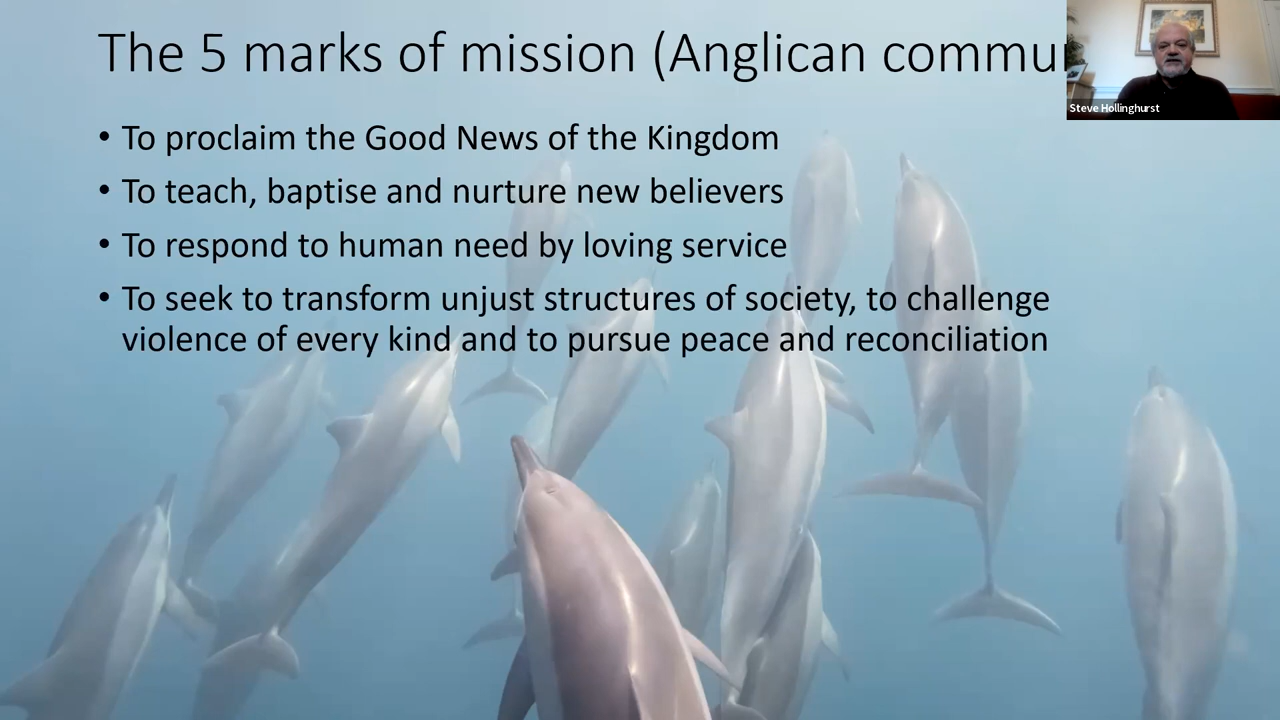 The 5 marks of mission (Anglican commu
Steve Hollinghurst
• To proclaim the Good News of the Kingdom
• To teach, baptise and nurture new believers
• To respond to human need by loving service
• To seek to transform unjust structures of society, to challenge
violence of every kind and to pursue peace and reconciliation